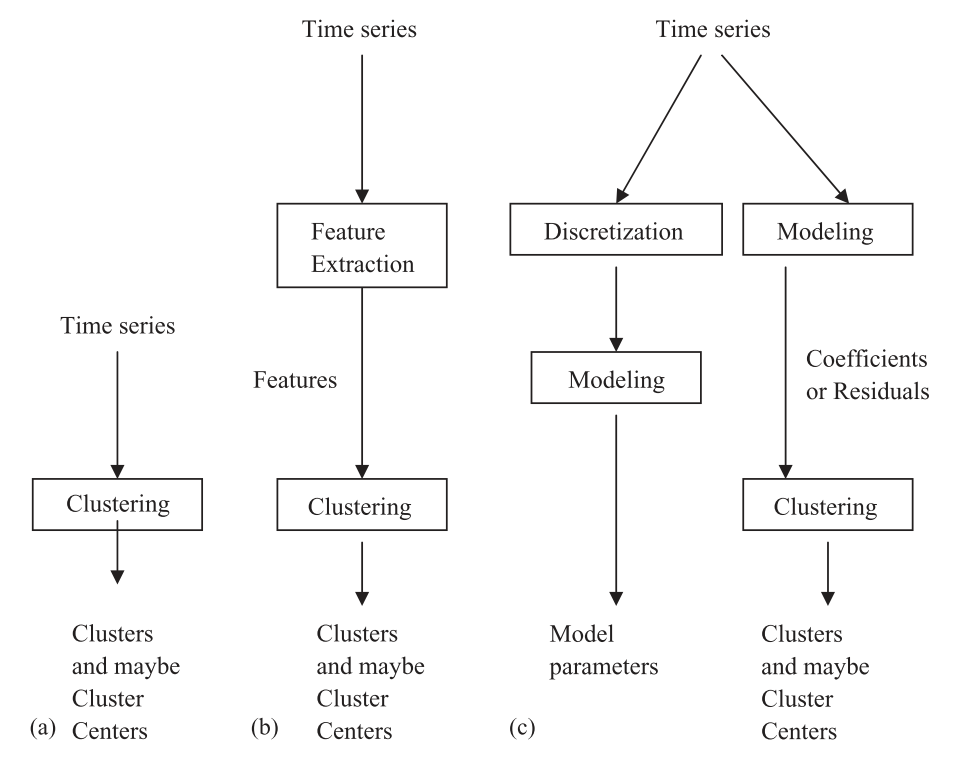 Time series
Clustering
Clusters
and maybe
Cluster
Centers
(a)
Time series
Feature
Extraction
Features
Clustering
Clusters
and maybe
Cluster
Centers
(b)
Time series
Discretization
Modeling
Model
parameters
Modeling
Coefficients
or Residuals
Clustering
Clusters
and maybe
Cluster
Centers
(c)